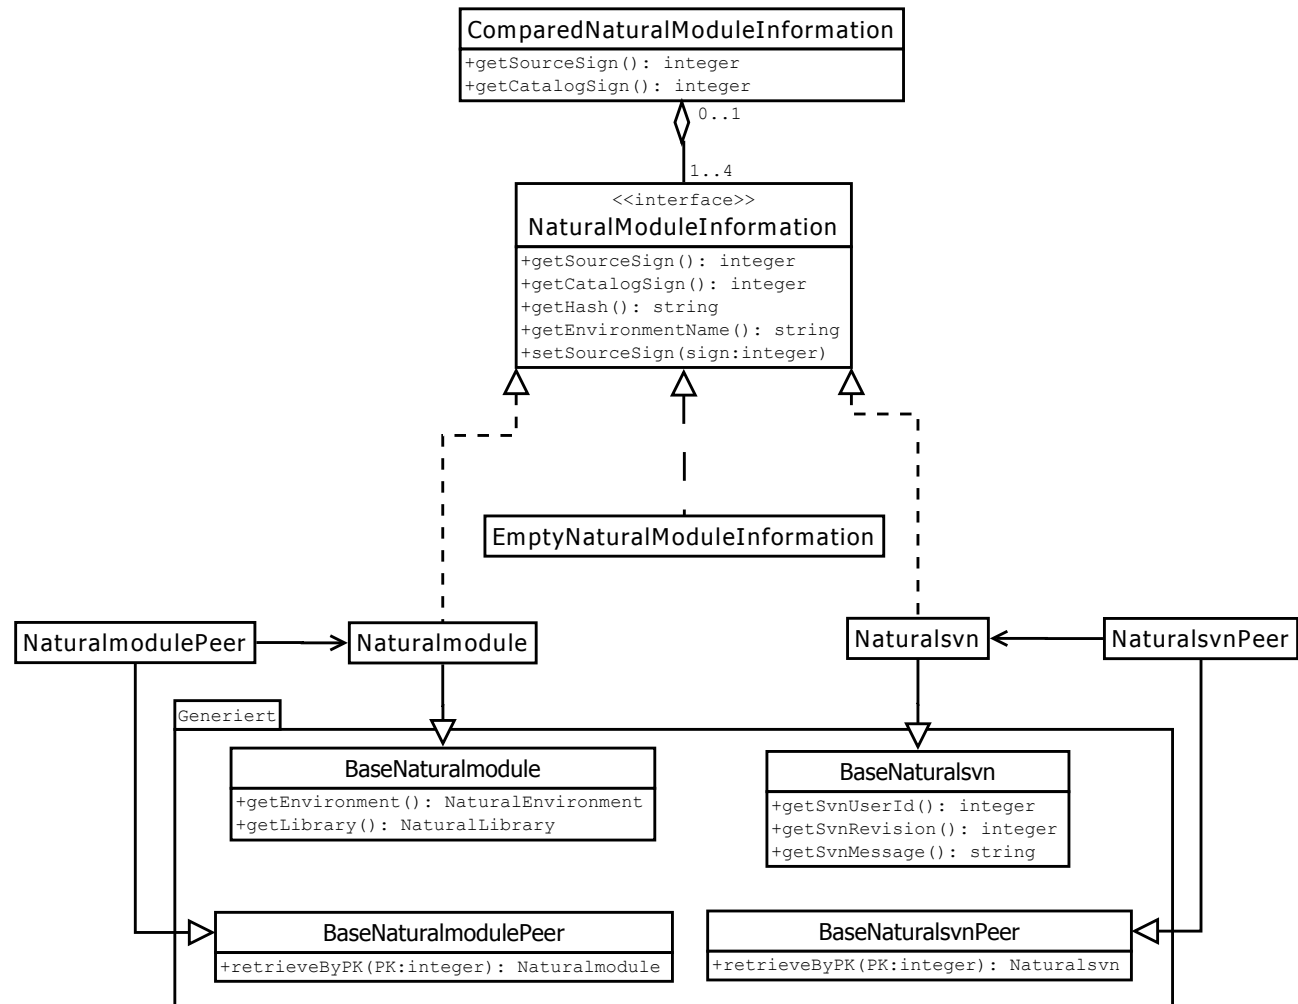 ComparedNaturalModuleInformation
+getSourceSign(): integer
+getCatalogSign(): integer
0..1
1..4
<<interface>>
NaturalModuleInformation
+getSourceSign(): integer
+getCatalogSign(): integer
+getHash(): string
+getEnvironmentName(): string
+setSourceSign(sign:integer)
EmptyNaturalModuleInformation
NaturalmodulePeer
Naturalmodule
Naturalsvn
NaturalsvnPeer
Generiert
BaseNaturalmodule
+getEnvironment(): NaturalEnvironment
+getLibrary(): NaturalLibrary
BaseNaturalsvn
+getSvnUserId(): integer
+getSvnRevision(): integer
+getSvnMessage(): string
BaseNaturalmodulePeer
+retrieveByPK(PK:integer): Naturalmodule
BaseNaturalsvnPeer
+retrieveByPK(PK:integer): Naturalsvn